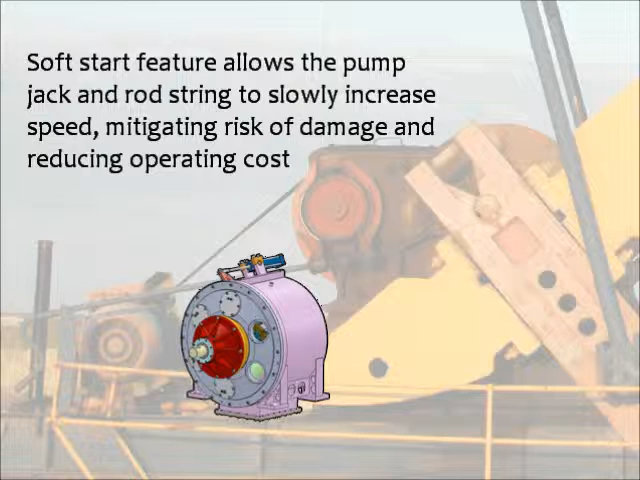 Soft start feature allows the pump
jack and rod string to slowly increase
speed, mitigating risk of damage and
reducing operating cost